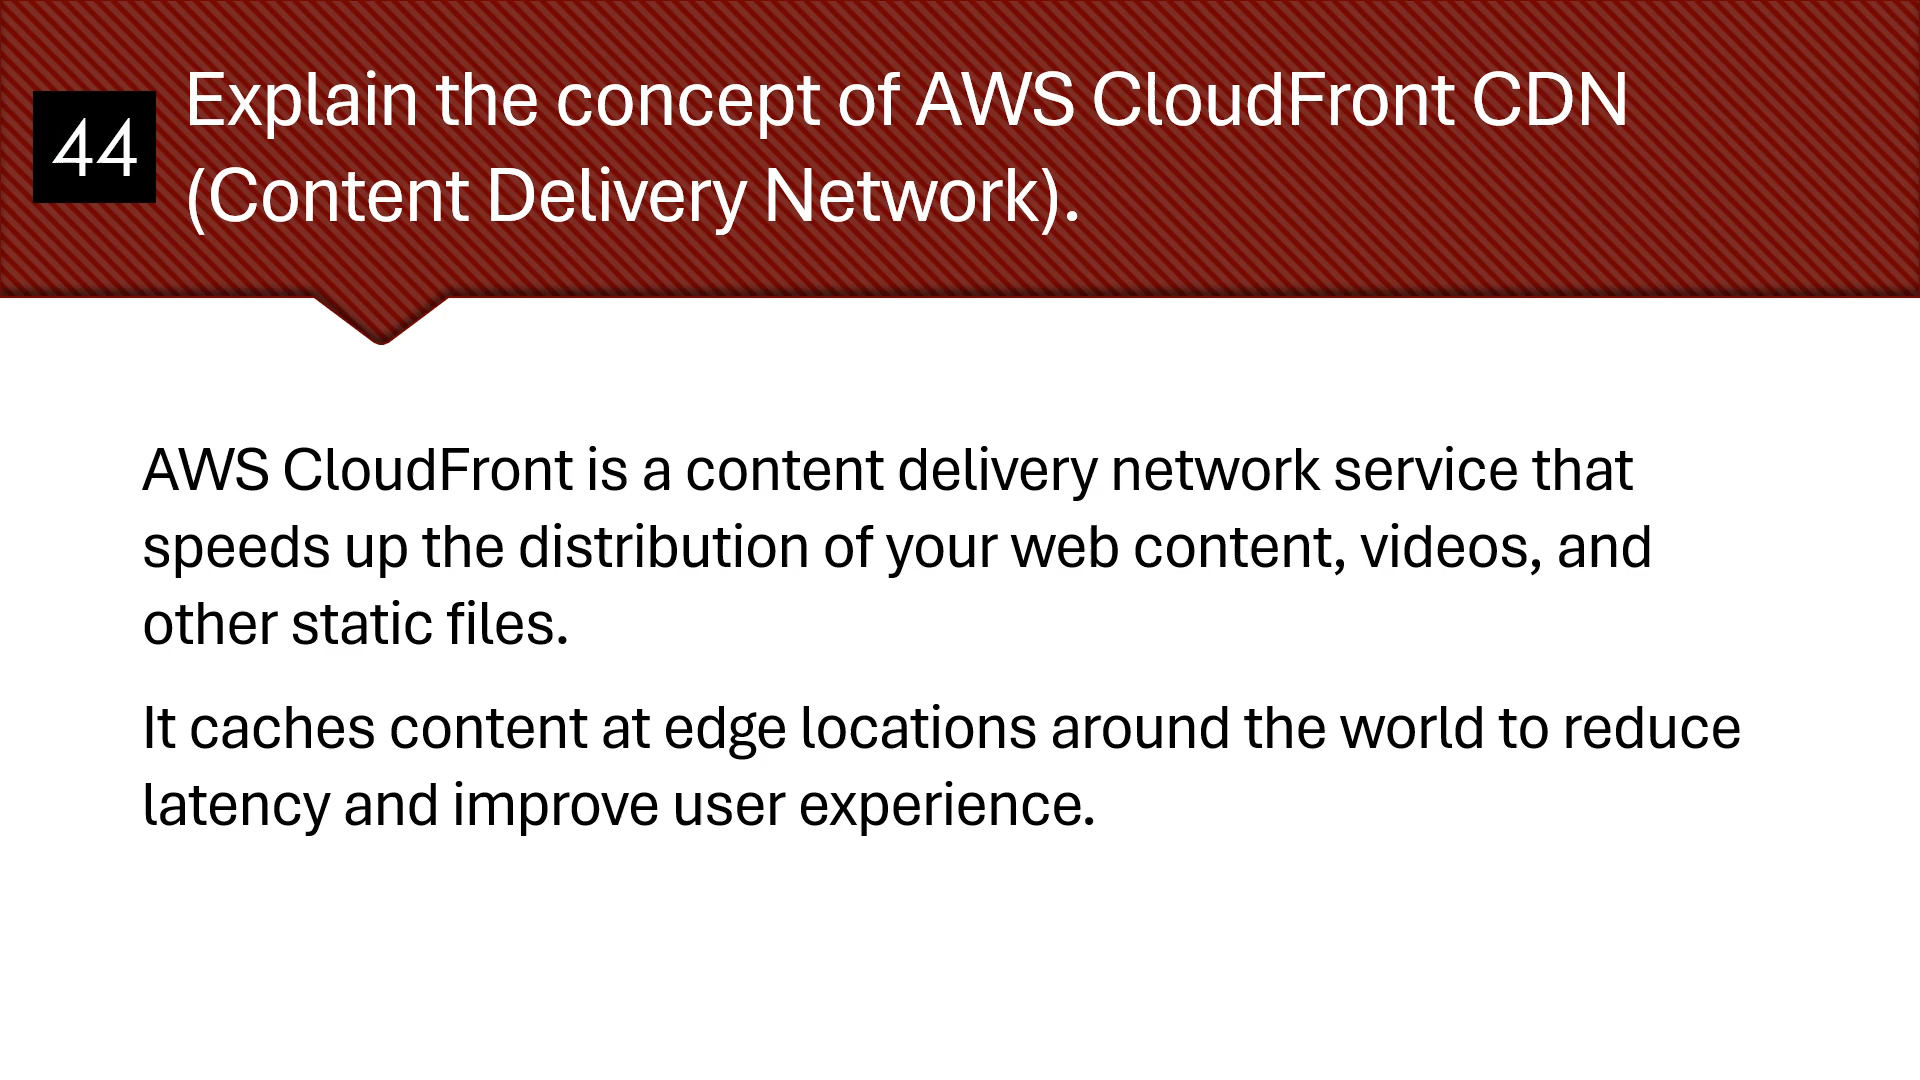 44
Explain the concept of AWS CloudFront CDN
(Content Delivery Network).
AWS CloudFront is a content delivery network service that
speeds up the distribution of your web content, videos, and
other static files.
It caches content at edge locations around the world to reduce
latency and improve user experience.